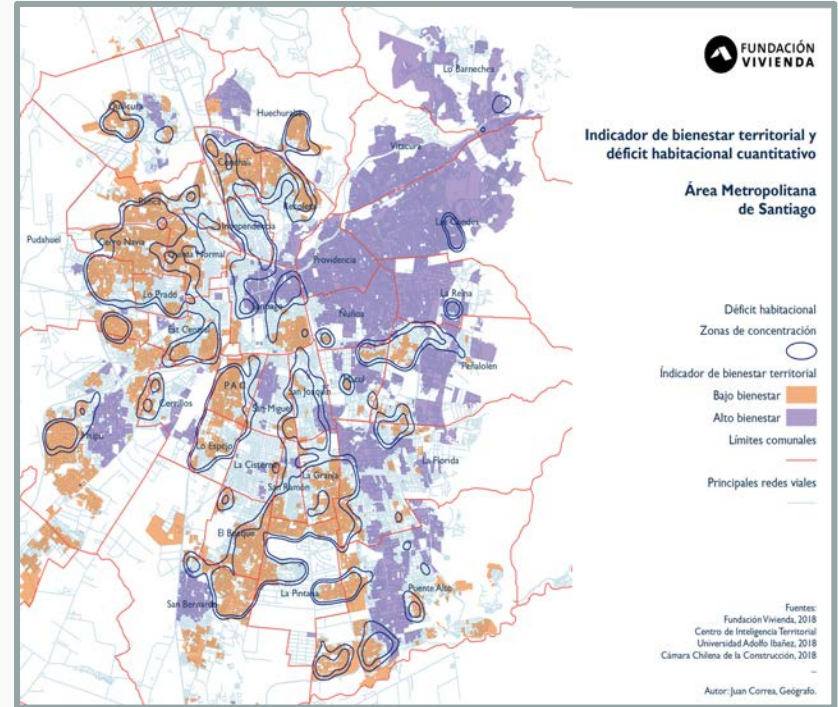 FUNDACIÓN
VIVIENDA
Indicador de bienestar territorial y
déficit habitacional cuantitativo
Área Metropolitana
de Santiago
Déficit habitacional
Zonas de concentración
Índicador de bienestar territorial
Bajo bienestar
Alto bienestar
Límites comunales
Principales redes viales
Fuentes:
Fundación Vivienda, 2018
Centro de Inteligencia Territorial
Universidad Adolfo Ibañez, 2018
Cámara Chilena de la Construcción, 2018
–
Autor: Juan Correa, Geógrafo.
Lo Barnechea
Quilicura
Huechuraba
Vitacura
Conchalí
Renca
Recoleta
Las Condes
Independencia
Pudahuel
Cerro Navia
Quinta Normal
Providencia
Lo Prado
La Reina
Santiago
Ñuñoa
Est Central
Peñalolen
P A C
San Joaquín
Macul
Cerrillos
San Miguel
Maipu
Lo Espejo
La Cisterna
La Florida
La Granja
San Ramón
El Bosque
La Pintana
Puente Alto
San Bernardo